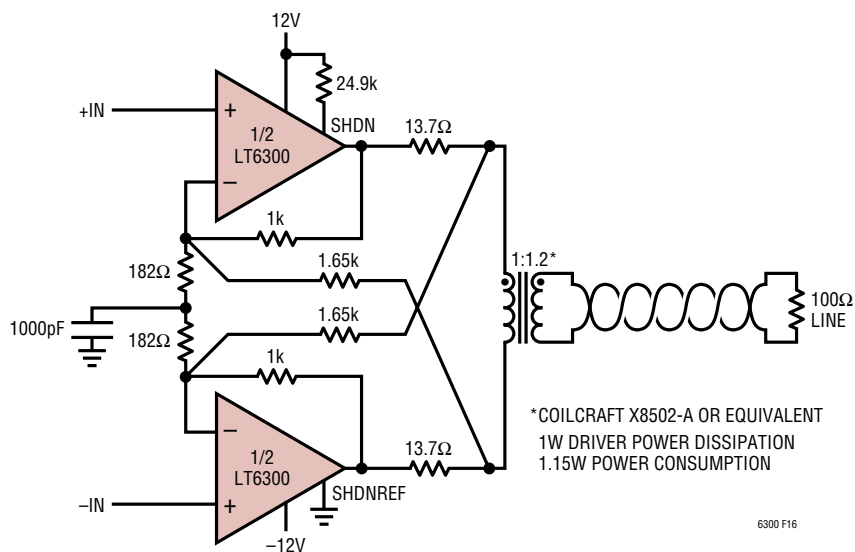 12V
24.9k
+IN
+
1/2
LT6300
–
SHDN
13.7Ω
1k
1.65k
182Ω
1:1.2*
1000pF
182Ω
1.65k
1k
100Ω
LINE
–
1/2
LT6300
+
–IN
13.7Ω
SHDNREF
–12V
*COILCRAFT X8502-A OR EQUIVALENT
1W DRIVER POWER DISSIPATION
1.15W POWER CONSUMPTION
6300 F16